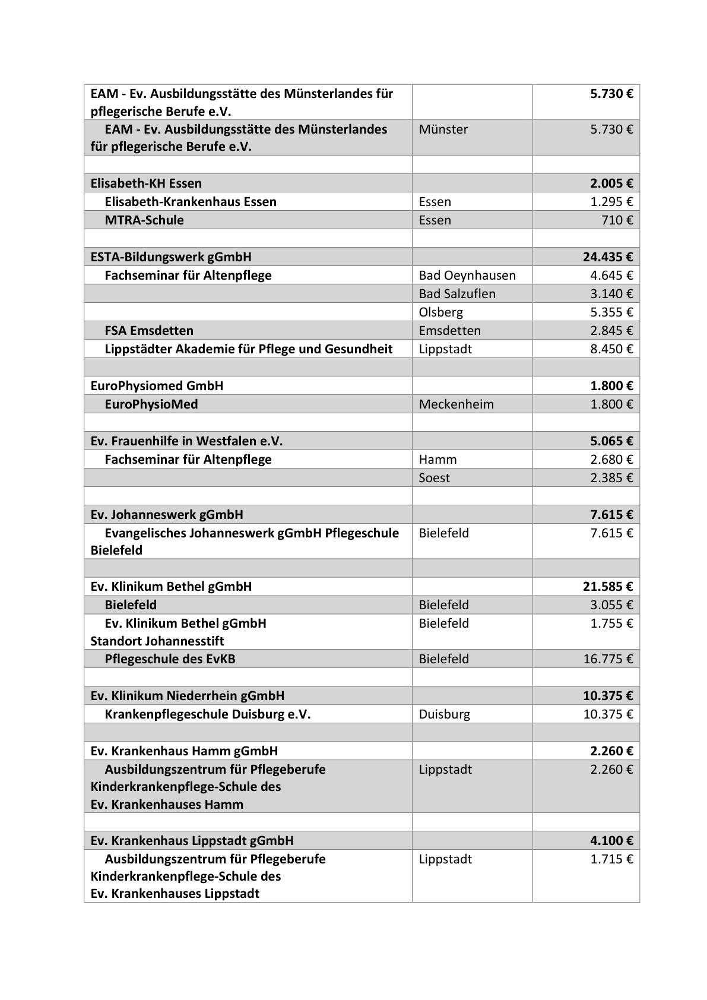 EAM - Ev. Ausbildungsstätte des Münsterlandes für 5.730 €
pflegerische Berufe e.V.
EAM - Ev. Ausbildungsstätte des Münsterlandes Münster 5.730 €
für pflegerische Berufe e.V.
Elisabeth-KH Essen 2.005 €
Elisabeth-Krankenhaus Essen Essen 1.295 €
MTRA-Schule Essen 710 €
ESTA-Bildungswerk gGmbH 24.435 €
Fachseminar für Altenpflege Bad Oeynhausen 4.645 €
Bad Salzuflen 3.140 €
Olsberg 5.355 €
FSA Emsdetten Emsdetten 2.845 €
Lippstädter Akademie für Pflege und Gesundheit Lippstadt 8.450 €
EuroPhysiomed GmbH 1.800 €
EuroPhysioMed Meckenheim 1.800 €
Ev. Frauenhilfe in Westfalen e.V. 5.065 €
Fachseminar für Altenpflege Hamm 2.680 €
Soest 2.385 €
Ev. Johanneswerk gGmbH 7.615 €
Evangelisches Johanneswerk gGmbH Pflegeschule Bielefeld 7.615 €
Bielefeld
Ev. Klinikum Bethel gGmbH 21.585 €
Bielefeld Bielefeld 3.055 €
Ev. Klinikum Bethel gGmbH Bielefeld 1.755 €
Standort Johannesstift
Pflegeschule des EvKB Bielefeld 16.775 €
Ev. Klinikum Niederrhein gGmbH 10.375 €
Krankenpflegeschule Duisburg e.V. Duisburg 10.375 €
Ev. Krankenhaus Hamm gGmbH 2.260 €
Ausbildungszentrum für Pflegeberufe Lippstadt 2.260 €
Kinderkrankenpflege-Schule des
Ev. Krankenhauses Hamm
Ev. Krankenhaus Lippstadt gGmbH 4.100 €
Ausbildungszentrum für Pflegeberufe Lippstadt 1.715 €
Kinderkrankenpflege-Schule des
Ev. Krankenhauses Lippstadt